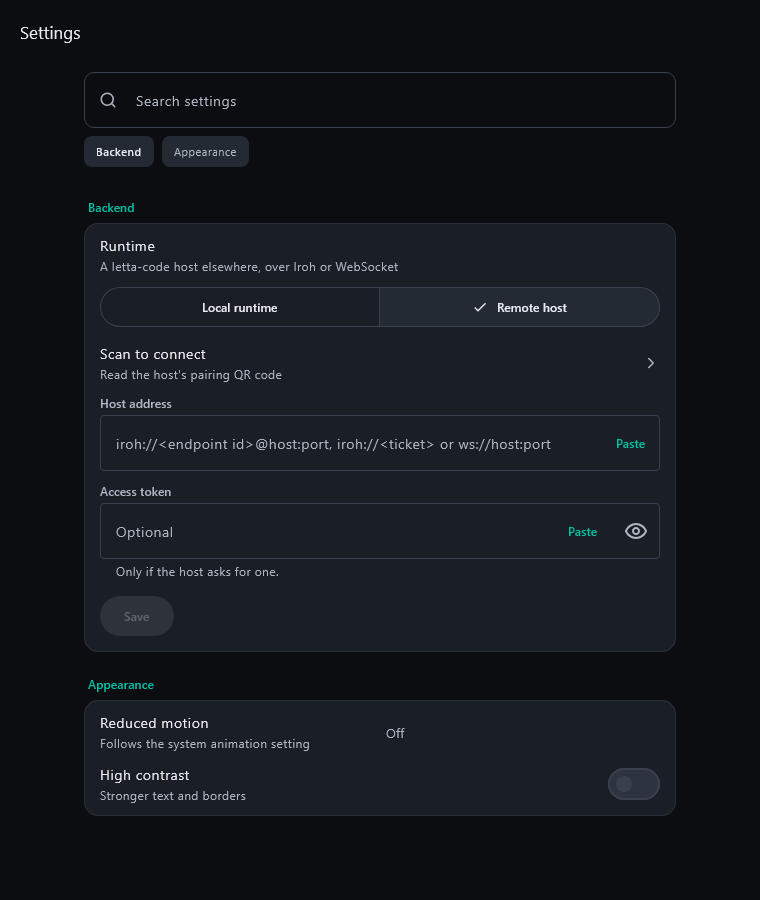 Settings
Search settings
Backend
Appearance
Backend
Runtime
A letta-code host elsewhere, over Iroh or WebSocket
Local runtime
Remote host
Scan to connect
Read the host's pairing QR code
Host address
iroh://<endpoint id>@host:port, iroh://<ticket> or ws://host:port
Paste
Access token
Optional
Paste
Only if the host asks for one.
Save
Appearance
Reduced motion
Follows the system animation setting
Off
High contrast
Stronger text and borders